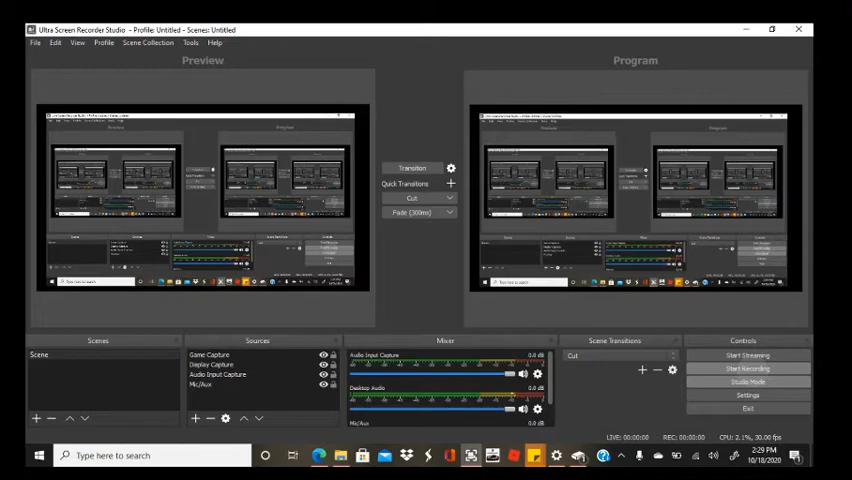 Ultra Screen Recorder Studio - Profile: Untitled - Scenes: Untitled
File Edit View Profile Scene Collection Tools Help
Preview
Program
Transition
Quick Transitions
Cut
Fade (300ms)
Scenes
Sources
Mixer
Scene Transitions
Controls
Scene
Game Capture
Display Capture
Audio Input Capture
Mic/Aux
Audio Input Capture 0.0 dB
Desktop Audio 0.0 dB
Mic/Aux
Cut
Start Streaming
Start Recording
Studio Mode
Settings
Exit
LIVE: 00:00:00 REC: 00:00:00 CPU: 2.1%, 30.00 fps
Type here to search
2:29 PM
10/18/2020